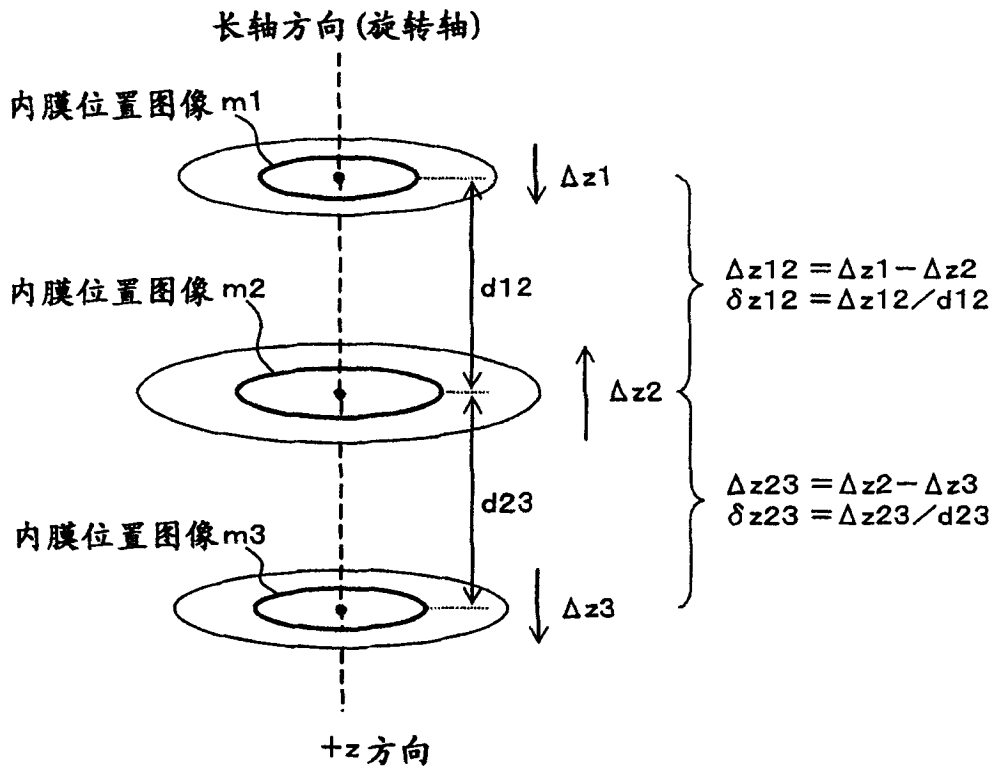 长轴方向(旋转轴)
内膜位置图像m1
Δz1
d12
Δz12=Δz1-Δz2
δz12=Δz12/d12
内膜位置图像m2
Δz2
d23
Δz23=Δz2-Δz3
δz23=Δz23/d23
内膜位置图像m3
Δz3
+z方向